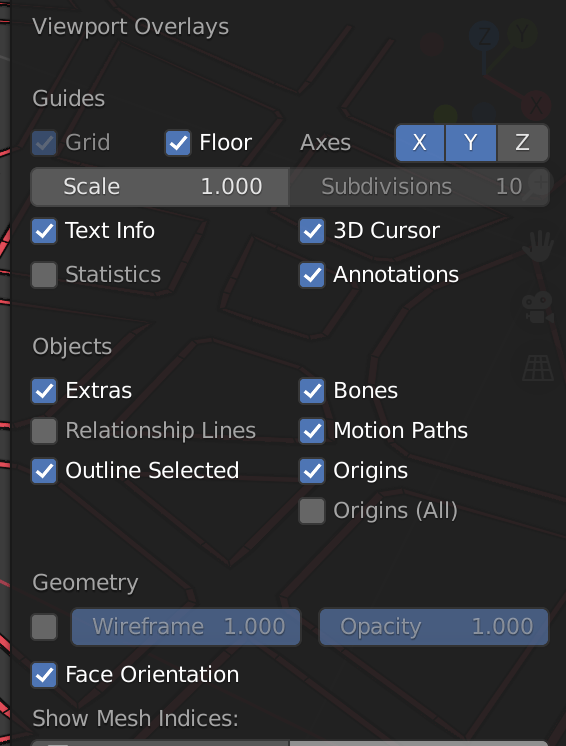 Viewport Overlays
Guides
Grid Floor Axes X Y Z
Scale 1.000 Subdivisions 10
Text Info 3D Cursor
Statistics Annotations
Objects
Extras Bones
Relationship Lines Motion Paths
Outline Selected Origins
Origins (All)
Geometry
Wireframe 1.000 Opacity 1.000
Face Orientation
Show Mesh Indices: